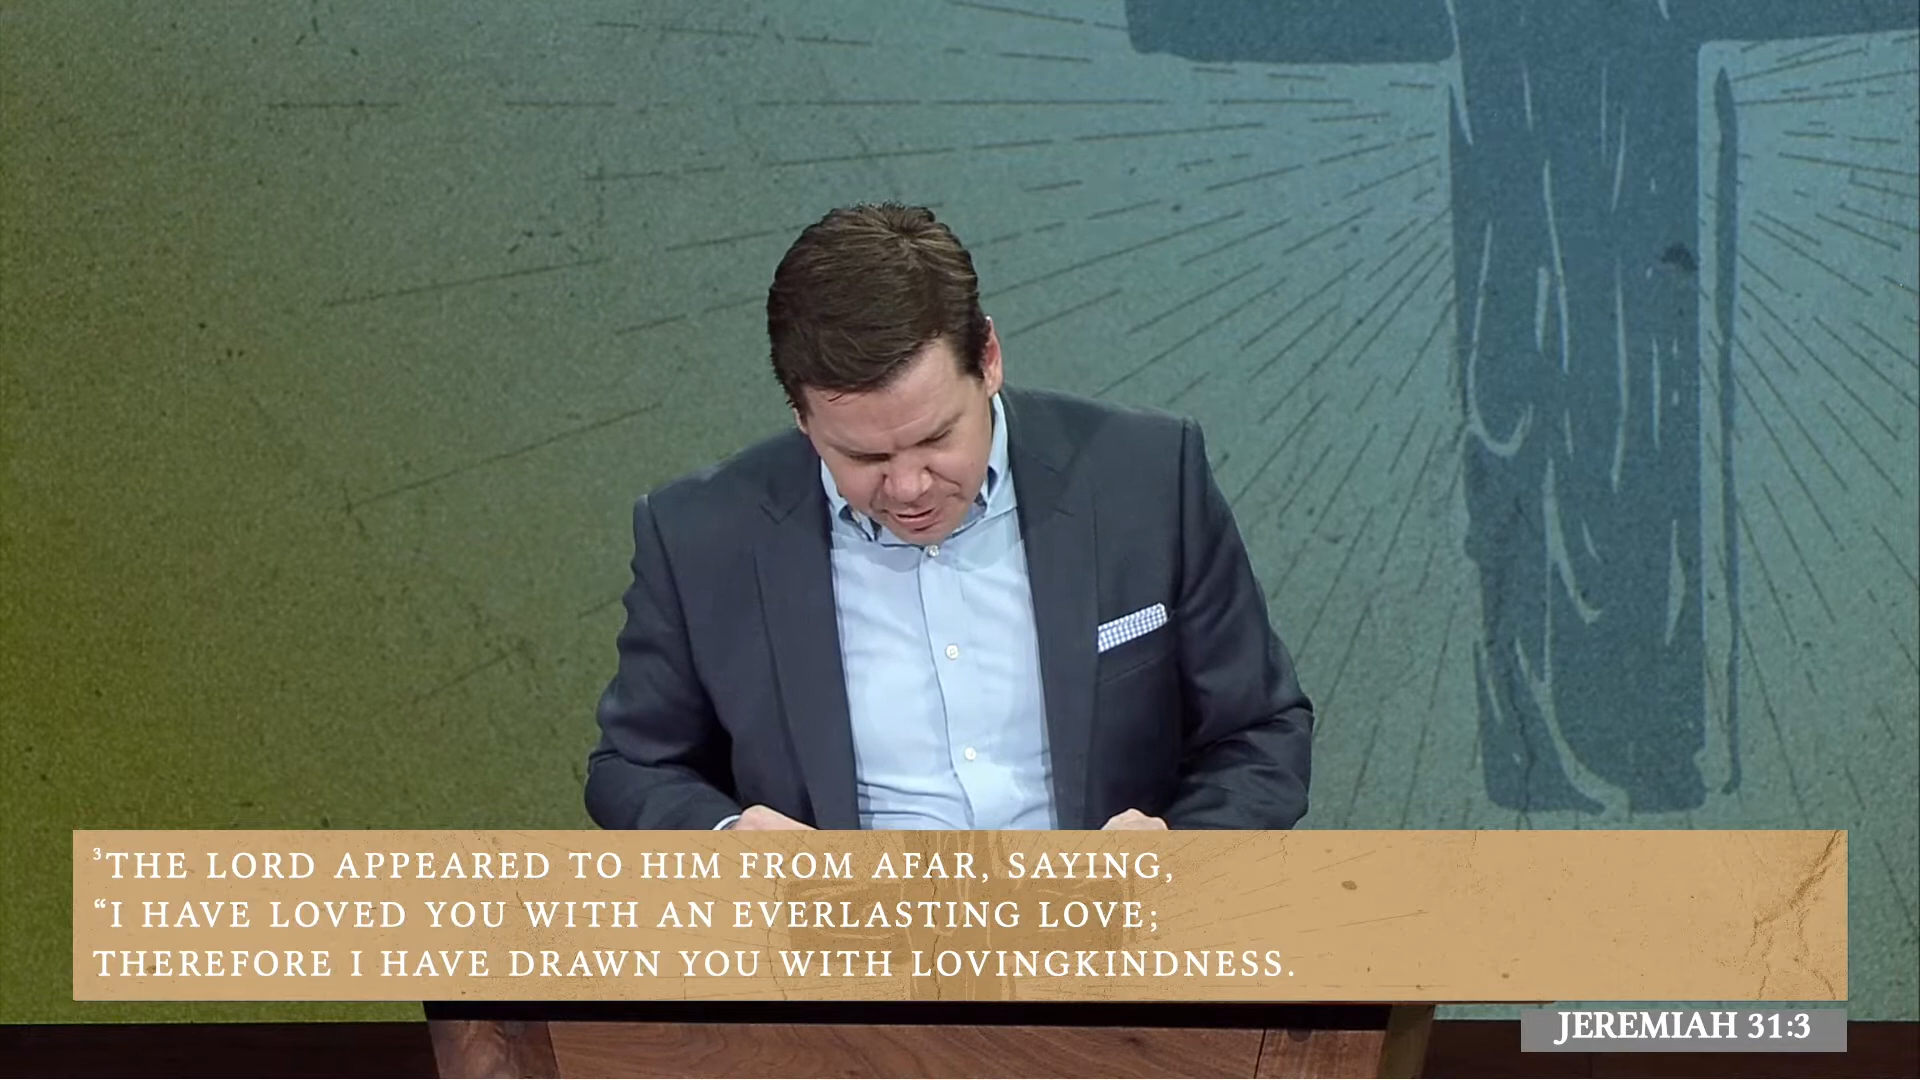 ³THE LORD APPEARED TO HIM FROM AFAR, SAYING,
“I HAVE LOVED YOU WITH AN EVERLASTING LOVE;
THEREFORE I HAVE DRAWN YOU WITH LOVINGKINDNESS.
JEREMIAH 31:3